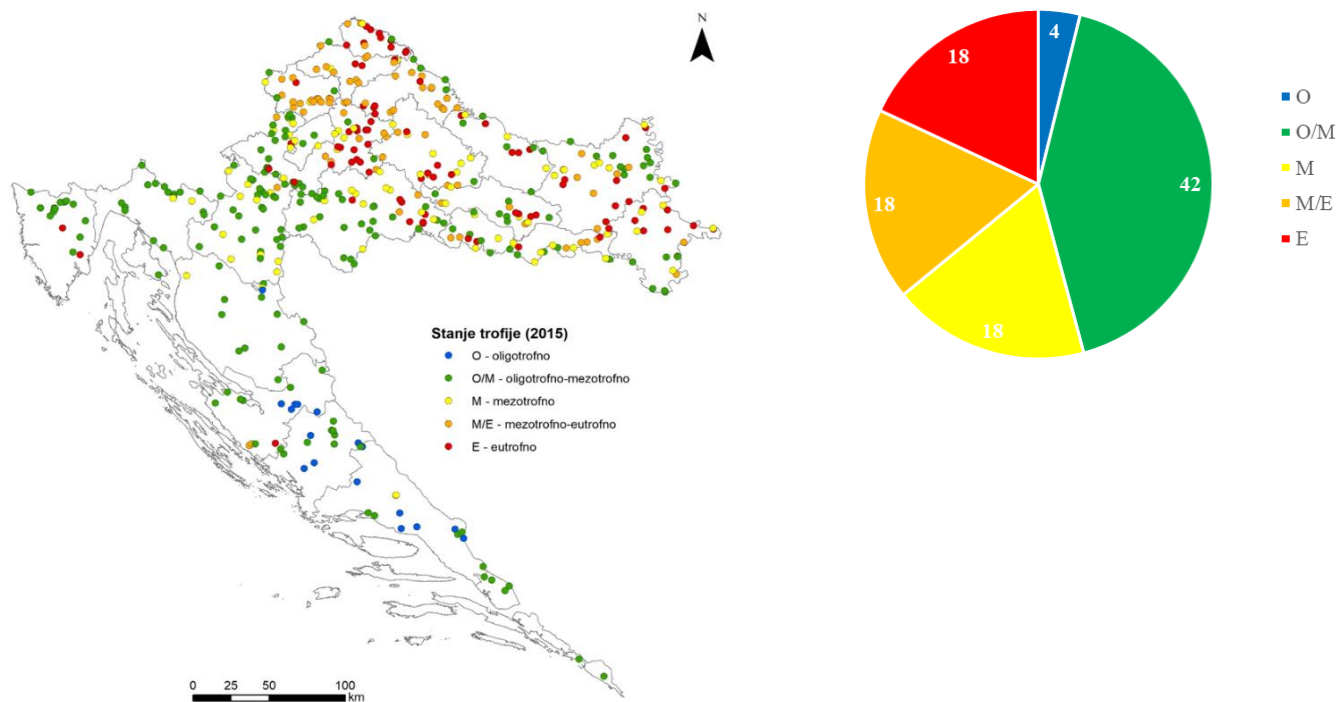 N
Stanje trofije (2015)
O - oligotrofno
O/M - oligotrofno-mezotrofno
M - mezotrofno
M/E - mezotrofno-eutrofno
E - eutrofno
0 25 50 100
km
4
42
18
18
18
O
O/M
M
M/E
E